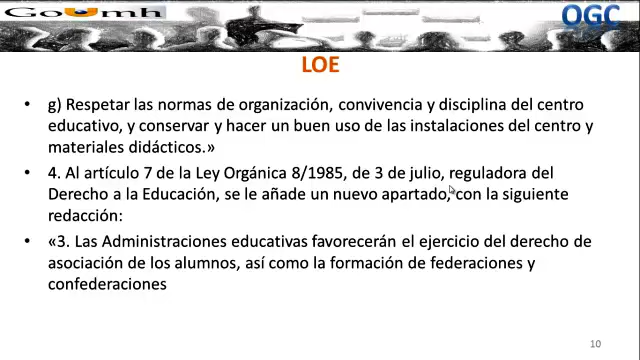 GoUmh
OGC
LOE
• g) Respetar las normas de organización, convivencia y disciplina del centro
educativo, y conservar y hacer un buen uso de las instalaciones del centro y
materiales didácticos.»
• 4. Al artículo 7 de la Ley Orgánica 8/1985, de 3 de julio, reguladora del
Derecho a la Educación, se le añade un nuevo apartado, con la siguiente
redacción:
• «3. Las Administraciones educativas favorecerán el ejercicio del derecho de
asociación de los alumnos, así como la formación de federaciones y
confederaciones
10